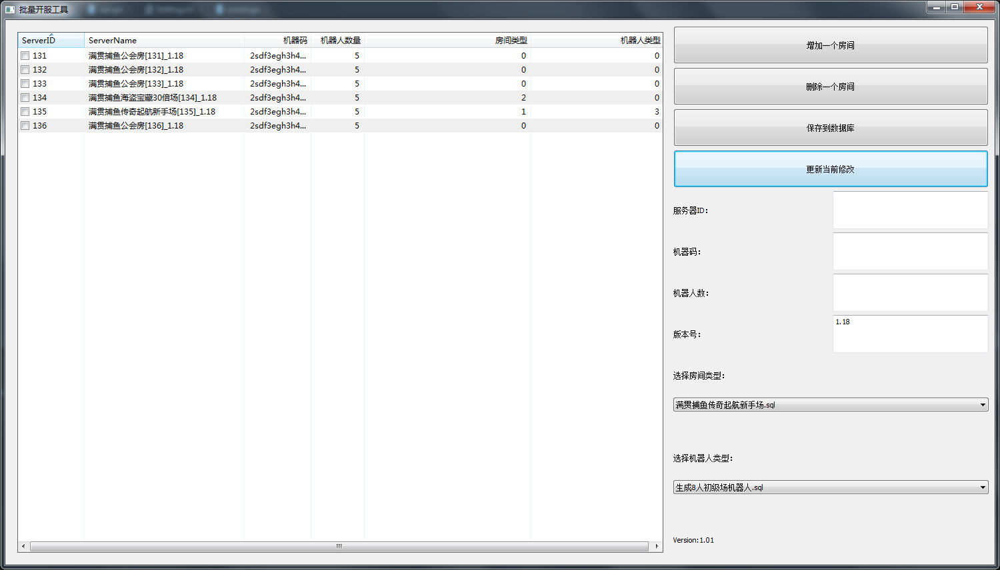 批量开服工具
ServerID ServerName 机器码 机器人数量 房间类型 机器人类型
131 满贯捕鱼公会房[131]_1.18 2sdf3egh3h4... 5 0 0
132 满贯捕鱼公会房[132]_1.18 2sdf3egh3h4... 5 0 0
133 满贯捕鱼公会房[133]_1.18 2sdf3egh3h4... 5 0 0
134 满贯捕鱼海盗宝藏30倍场[134]_1.18 2sdf3egh3h4... 5 2 0
135 满贯捕鱼传奇起航新手场[135]_1.18 2sdf3egh3h4... 5 1 3
136 满贯捕鱼公会房[136]_1.18 2sdf3egh3h4... 5 0 0
增加一个房间
删除一个房间
保存到数据库
更新当前修改
服务器ID:
机器码:
机器人数:
版本号: 1.18
选择房间类型:
满贯捕鱼传奇起航新手场.sql
选择机器人类型:
生成8人初级场机器人.sql
Version:1.01